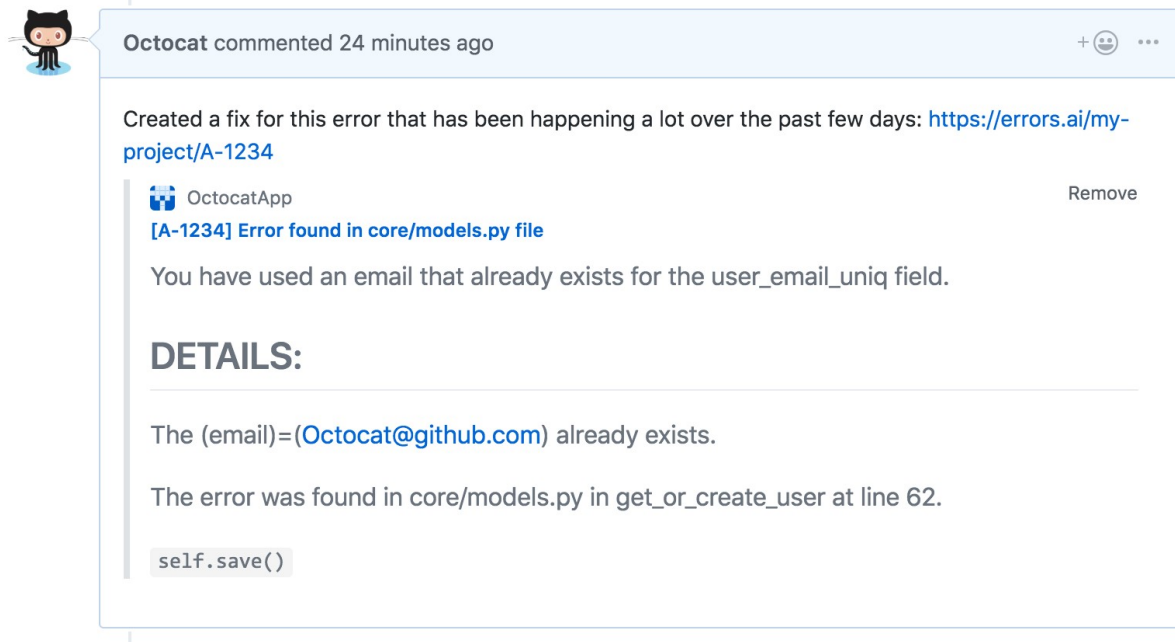 Octocat commented 24 minutes ago
Created a fix for this error that has been happening a lot over the past few days: https://errors.ai/my-
project/A-1234
OctocatApp
Remove
[A-1234] Error found in core/models.py file
You have used an email that already exists for the user_email_uniq field.
DETAILS:
The (email)=(Octocat@github.com) already exists.
The error was found in core/models.py in get_or_create_user at line 62.
self.save()